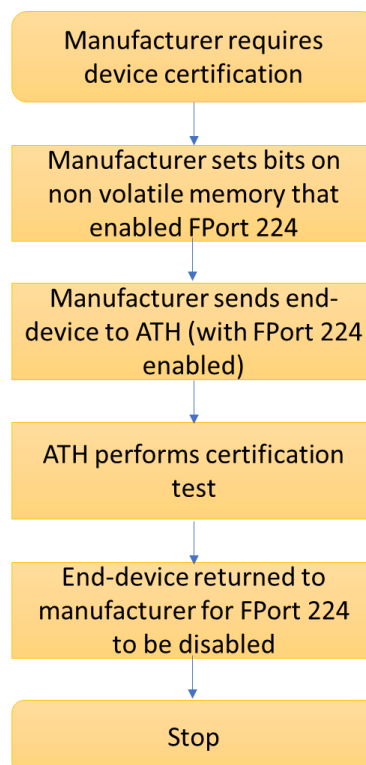 Manufacturer requires
device certification
Manufacturer sets bits on
non volatile memory that
enabled FPort 224
Manufacturer sends end-
device to ATH (with FPort 224
enabled)
ATH performs certification
test
End-device returned to
manufacturer for FPort 224
to be disabled
Stop